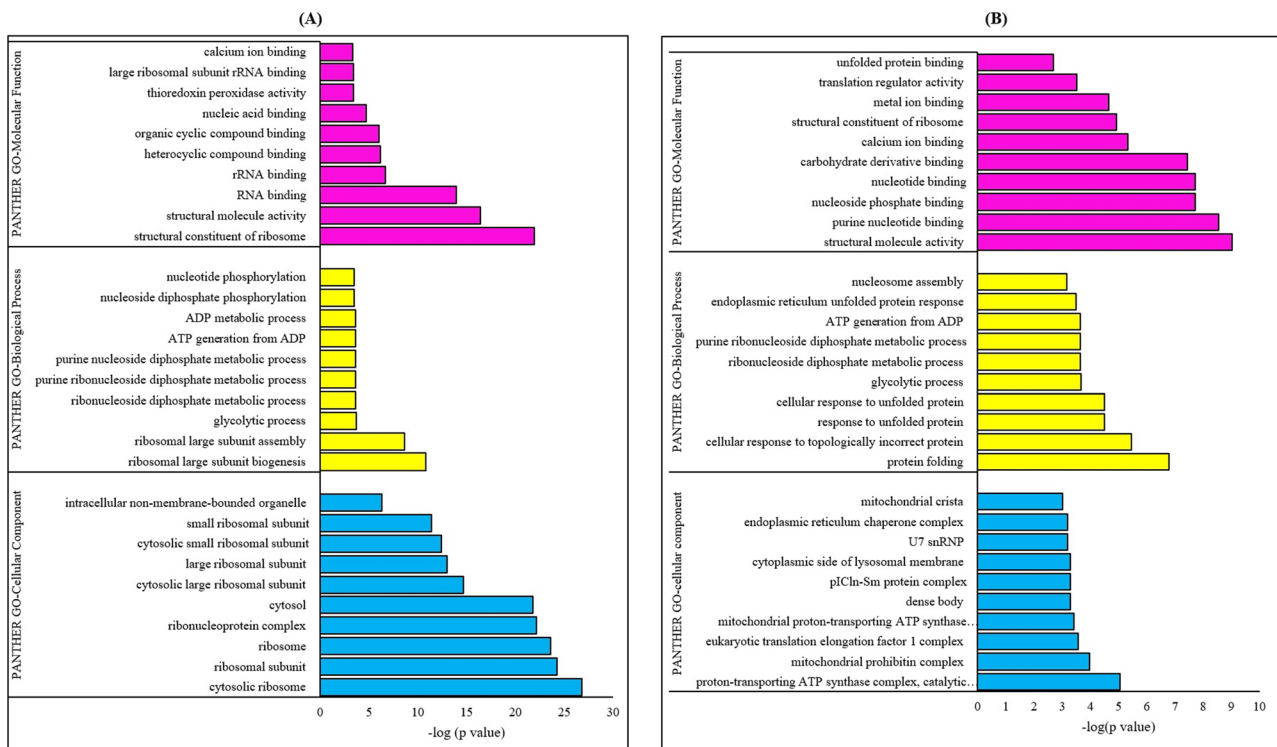 (A)
PANTHER GO-Molecular Function
calcium ion binding
large ribosomal subunit rRNA binding
thioredoxin peroxidase activity
nucleic acid binding
organic cyclic compound binding
heterocyclic compound binding
rRNA binding
RNA binding
structural molecule activity
structural constituent of ribosome
PANTHER GO-Biological Process
nucleotide phosphorylation
nucleoside diphosphate phosphorylation
ADP metabolic process
ATP generation from ADP
purine nucleoside diphosphate metabolic process
purine ribonucleoside diphosphate metabolic process
ribonucleoside diphosphate metabolic process
glycolytic process
ribosomal large subunit assembly
ribosomal large subunit biogenesis
PANTHER GO-Cellular Component
intracellular non-membrane-bounded organelle
small ribosomal subunit
cytosolic small ribosomal subunit
large ribosomal subunit
cytosolic large ribosomal subunit
cytosol
ribonucleoprotein complex
ribosome
ribosomal subunit
cytosolic ribosome
0 5 10 15 20 25 30
-log (p value)
(B)
PANTHER GO-Molecular Function
unfolded protein binding
translation regulator activity
metal ion binding
structural constituent of ribosome
calcium ion binding
carbohydrate derivative binding
nucleotide binding
nucleoside phosphate binding
purine nucleotide binding
structural molecule activity
PANTHER GO-Biological Process
nucleosome assembly
endoplasmic reticulum unfolded protein response
ATP generation from ADP
purine ribonucleoside diphosphate metabolic process
ribonucleoside diphosphate metabolic process
glycolytic process
cellular response to unfolded protein
response to unfolded protein
cellular response to topologically incorrect protein
protein folding
PANTHER GO-cellular component
mitochondrial crista
endoplasmic reticulum chaperone complex
U7 snRNP
cytoplasmic side of lysosomal membrane
pICln-Sm protein complex
dense body
mitochondrial proton-transporting ATP synthase…
eukaryotic translation elongation factor 1 complex
mitochondrial prohibitin complex
proton-transporting ATP synthase complex, catalytic…
0 1 2 3 4 5 6 7 8 9 10
-log(p value)